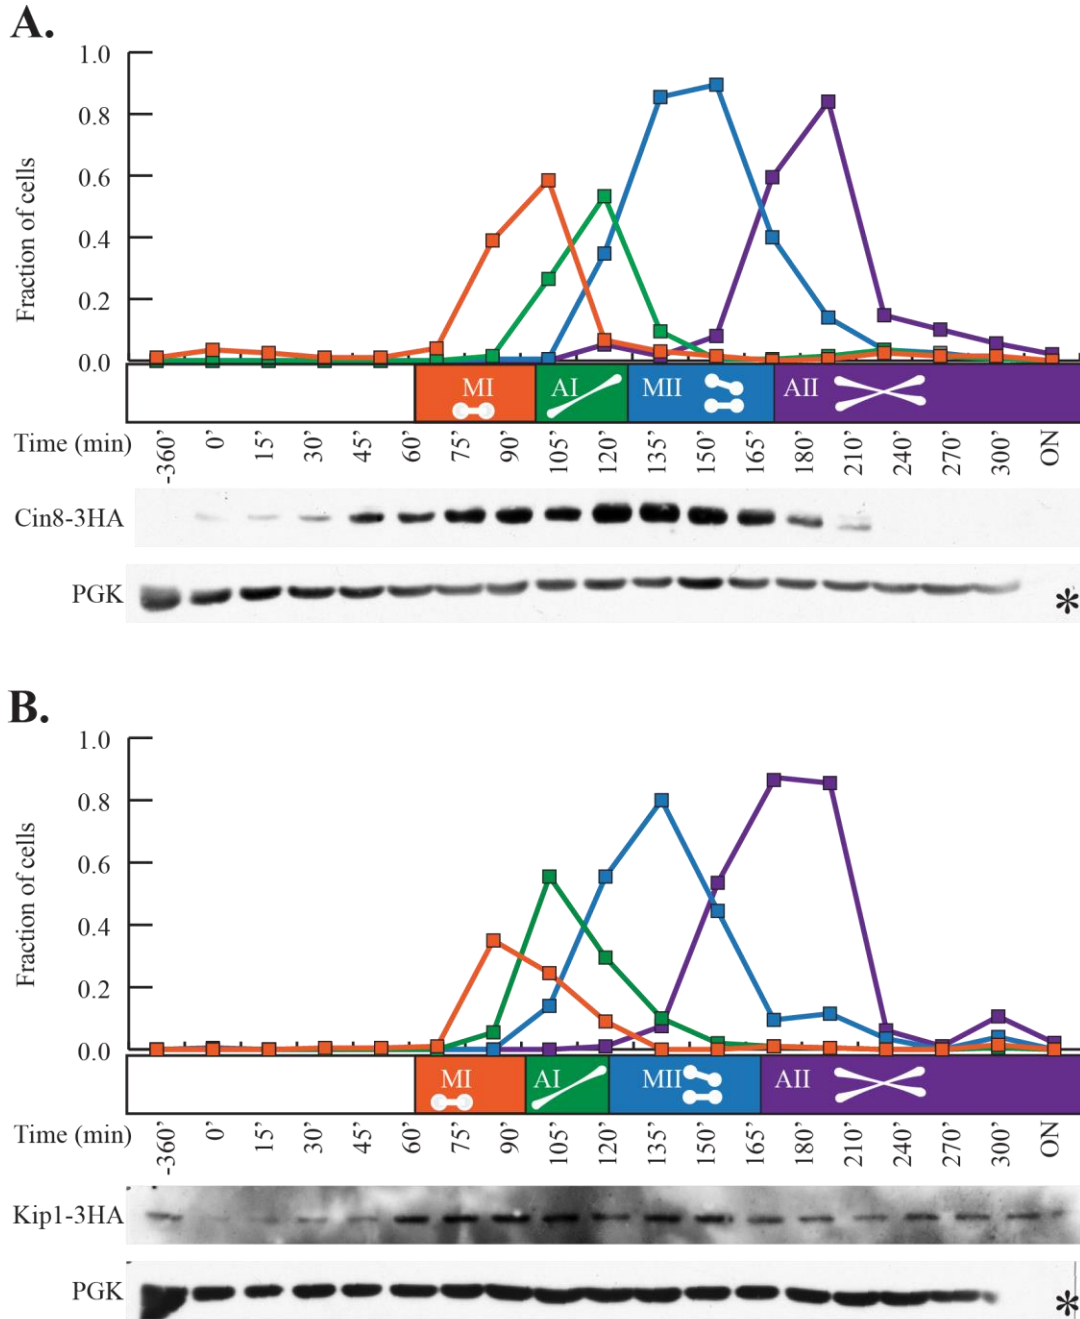 A.
1.0
0.8
0.6
0.4
0.2
0.0
Fraction of cells
MI AI MII AII
Time (min) -360' 0' 15' 30' 45' 60' 75' 90' 105' 120' 135' 150' 165' 180' 210' 240' 270' 300' ON
Cin8-3HA
PGK *
B.
1.0
0.8
0.6
0.4
0.2
0.0
Fraction of cells
MI AI MII AII
Time (min) -360' 0' 15' 30' 45' 60' 75' 90' 105' 120' 135' 150' 165' 180' 210' 240' 270' 300' ON
Kip1-3HA
PGK *